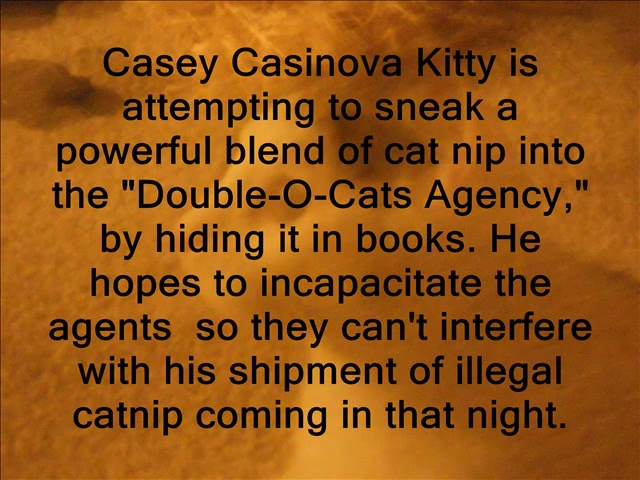 Casey Casinova Kitty is
attempting to sneak a
powerful blend of cat nip into
the "Double-O-Cats Agency,"
by hiding it in books. He
hopes to incapacitate the
agents  so they can't interfere
with his shipment of illegal
catnip coming in that night.